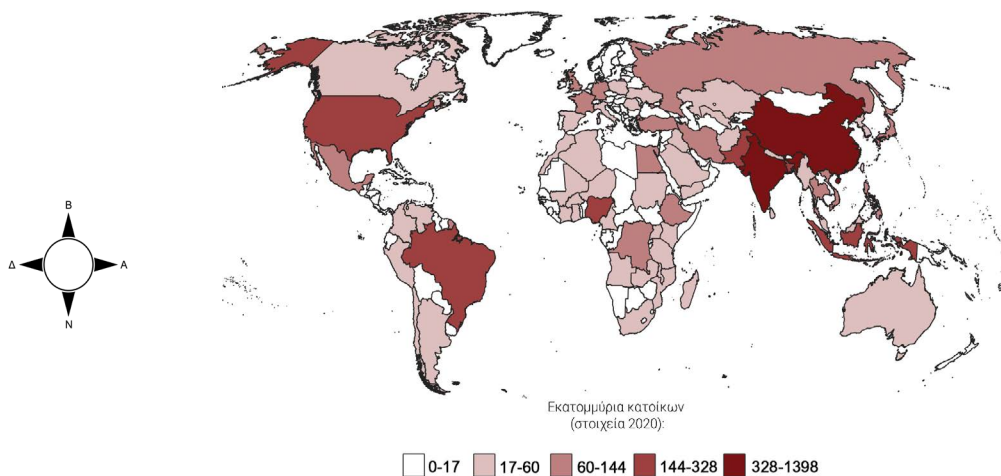 Β
Δ Α
Ν
Εκατομμύρια κατοίκων
(στοιχεία 2020):
0-17 17-60 60-144 144-328 328-1398